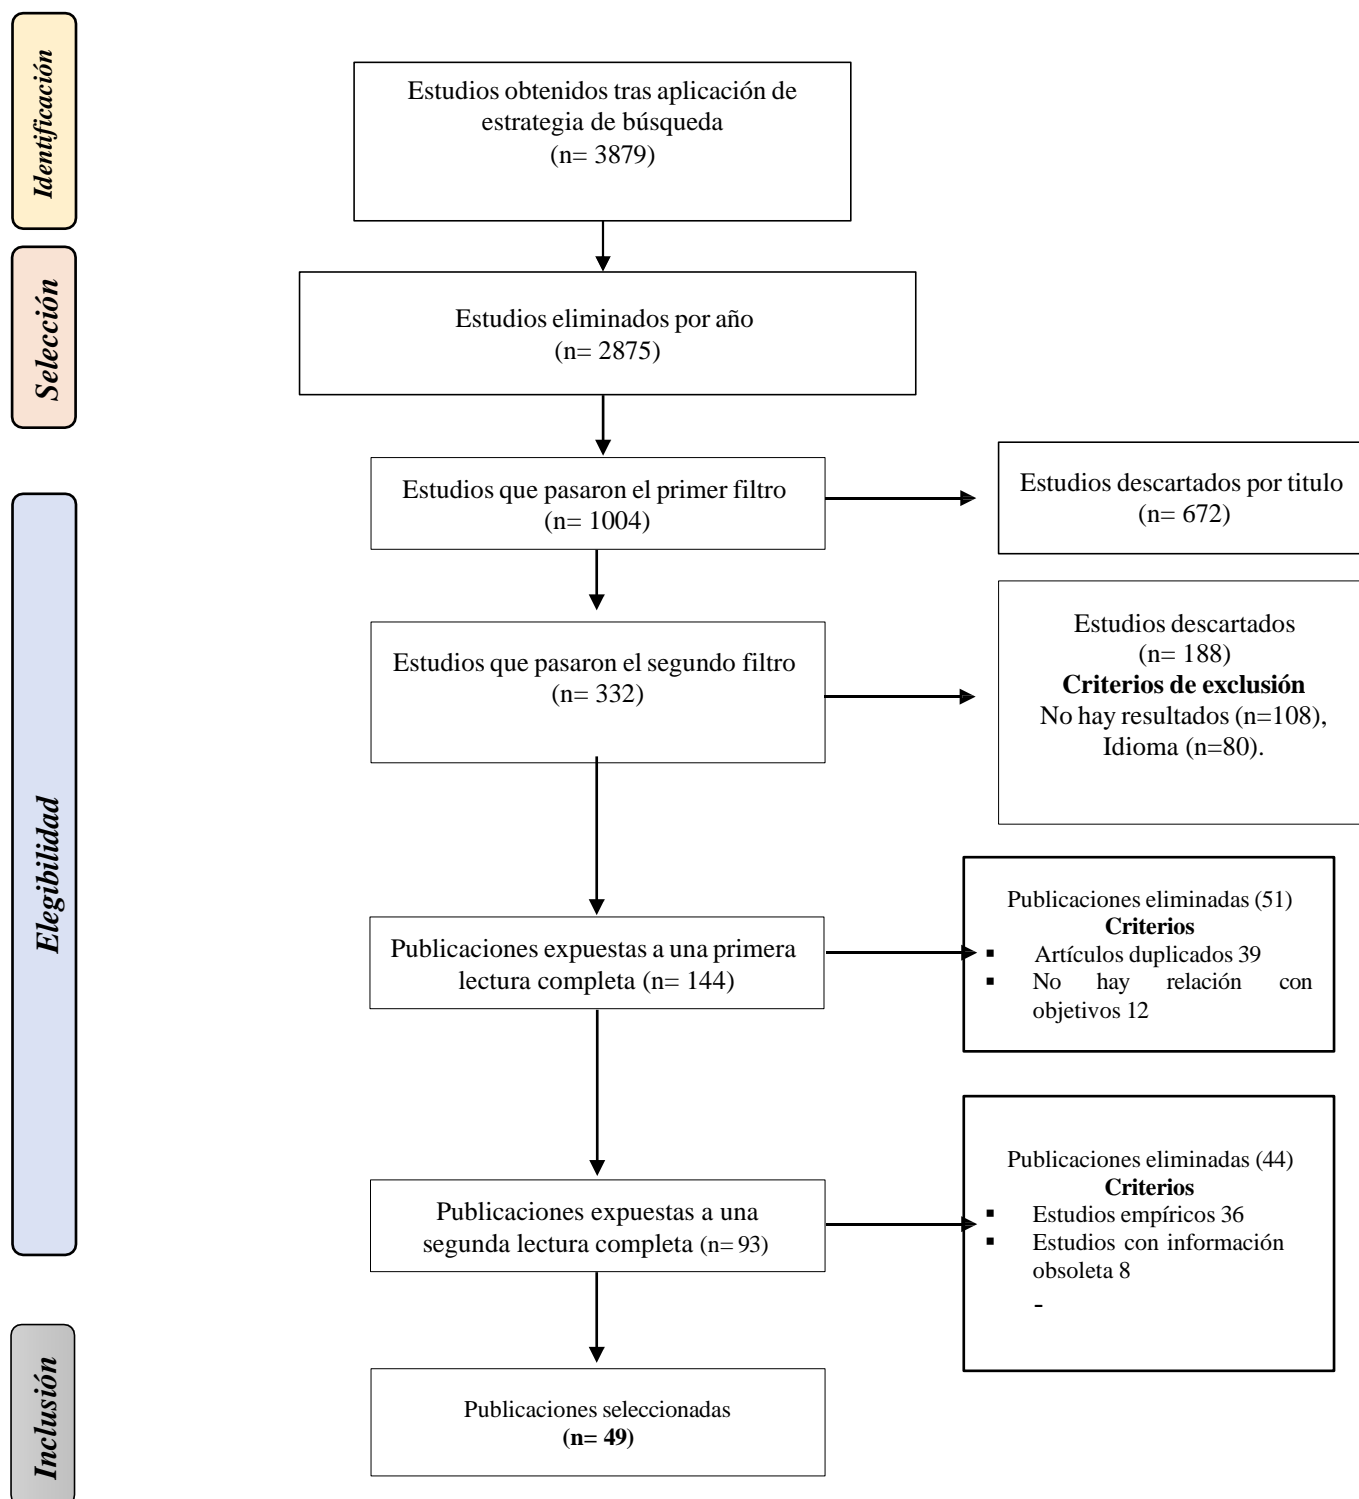 Identificación
Estudios obtenidos tras aplicación de
estrategia de búsqueda
(n= 3879)
Selección
Estudios eliminados por año
(n= 2875)
Elegibilidad
Estudios que pasaron el primer filtro
(n= 1004)
Estudios descartados por titulo
(n= 672)
Estudios que pasaron el segundo filtro
(n= 332)
Estudios descartados
(n= 188)
Criterios de exclusión
No hay resultados (n=108),
Idioma (n=80).
Publicaciones expuestas a una primera
lectura completa (n= 144)
Publicaciones eliminadas (51)
Criterios
▪ Artículos duplicados 39
▪ No hay relación con
objetivos 12
Publicaciones expuestas a una
segunda lectura completa (n= 93)
Publicaciones eliminadas (44)
Criterios
▪ Estudios empíricos 36
▪ Estudios con información
obsoleta 8
-
Inclusión
Publicaciones seleccionadas
(n= 49)